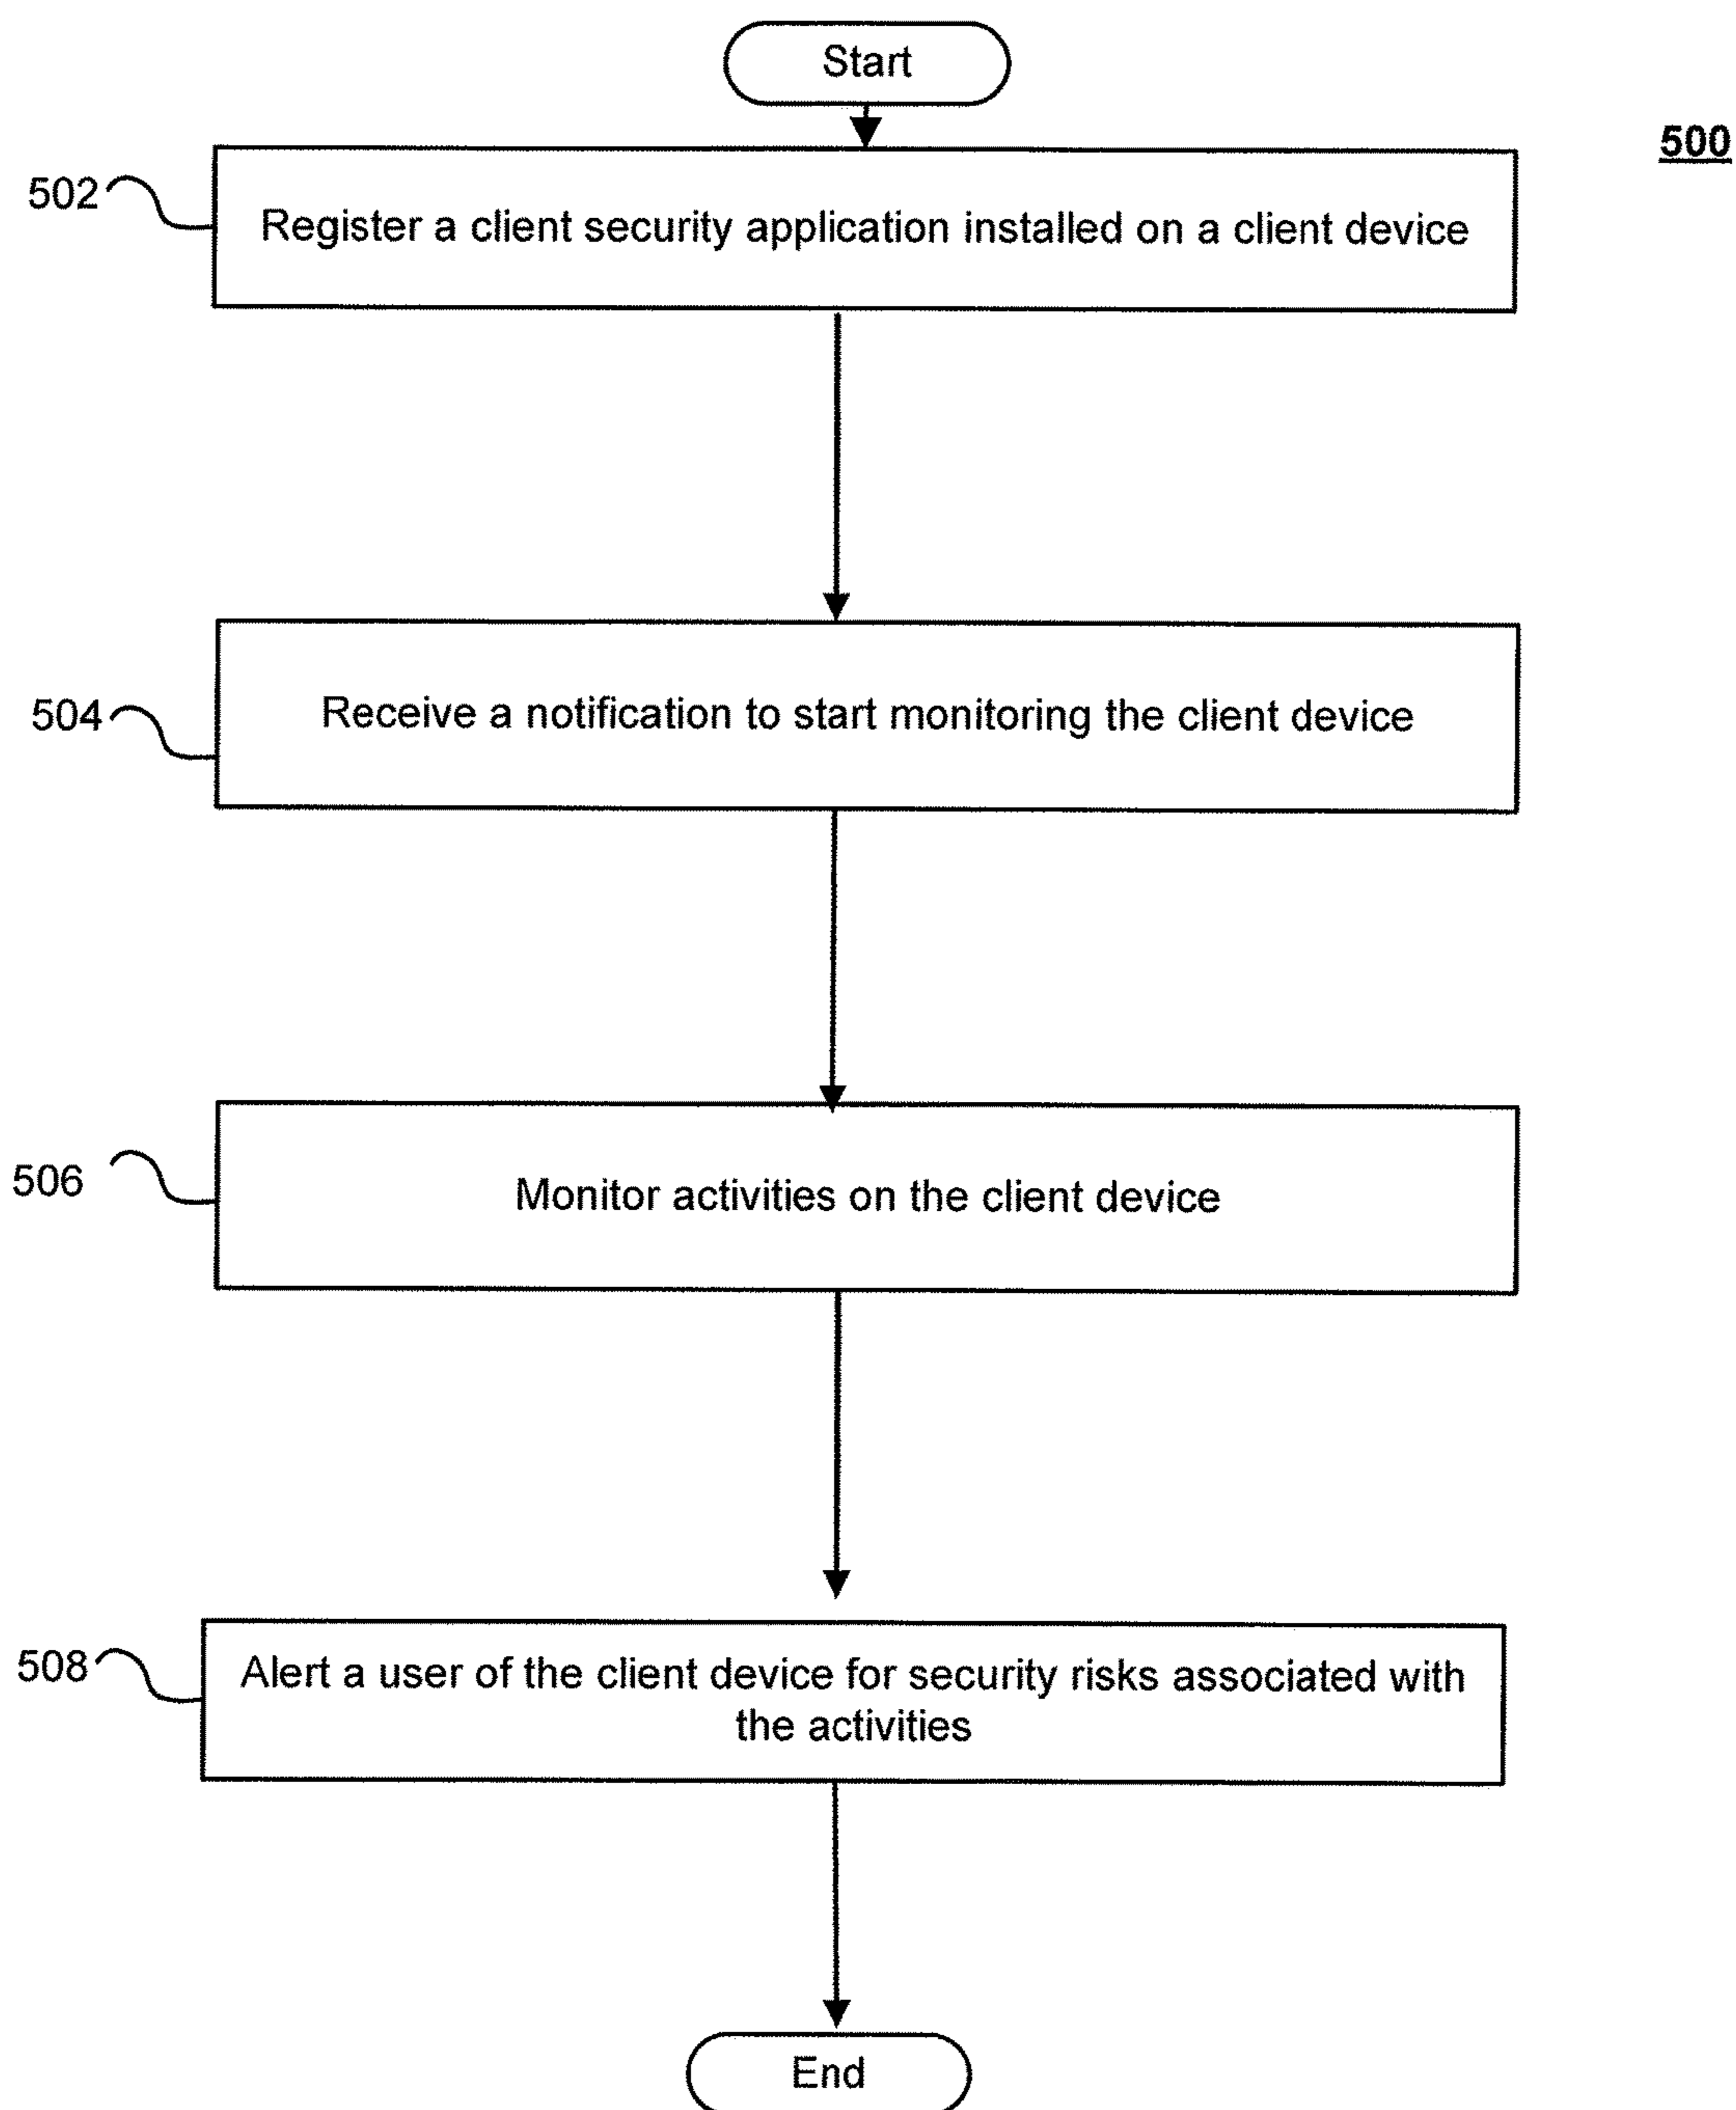 Start
500
502
Register a client security application installed on a client device
504
Receive a notification to start monitoring the client device
506
Monitor activities on the client device
508
Alert a user of the client device for security risks associated with
the activities
End